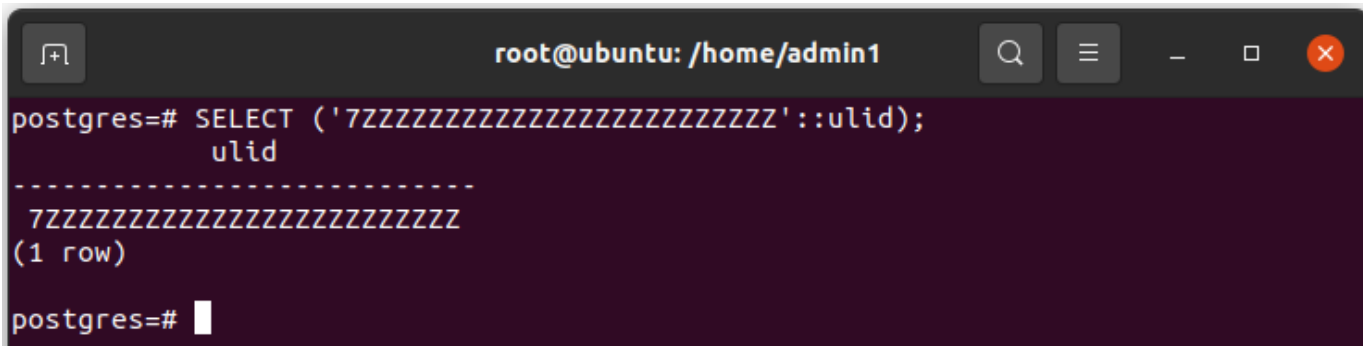 root@ubuntu: /home/admin1
postgres=# SELECT ('7ZZZZZZZZZZZZZZZZZZZZZZZZZ'::ulid);
ulid
----------------------------
7ZZZZZZZZZZZZZZZZZZZZZZZZZ
(1 row)
postgres=#